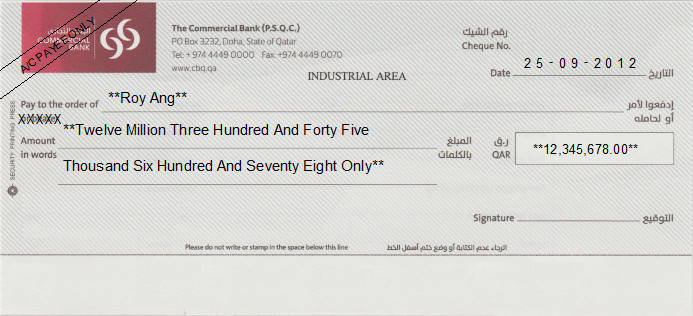 A/C PAYEE ONLY
COMMERCIAL
BANK
The Commercial Bank (P.S.Q.C.)
PO Box 3232, Doha, State of Qatar
Tel: +974 4449 0000 Fax: +974 4449 0070
www.cbq.qa
INDUSTRIAL AREA
رقم الشيك
Cheque No.
Date 25-09-2012 التاريخ
Pay to the order of **Roy Ang** إدفعوا لأمر
XXXXX أو لحامله
Amount in words **Twelve Million Three Hundred And Forty Five
Thousand Six Hundred And Seventy Eight Only**
المبلغ
بالكلمات
ر.ق
QAR **12,345,678.00**
Signature التوقيع
SECURITY PRINTING PRESS
Please do not write or stamp in the space below this line الرجاء عدم الكتابة أو وضع ختم أسفل الخط